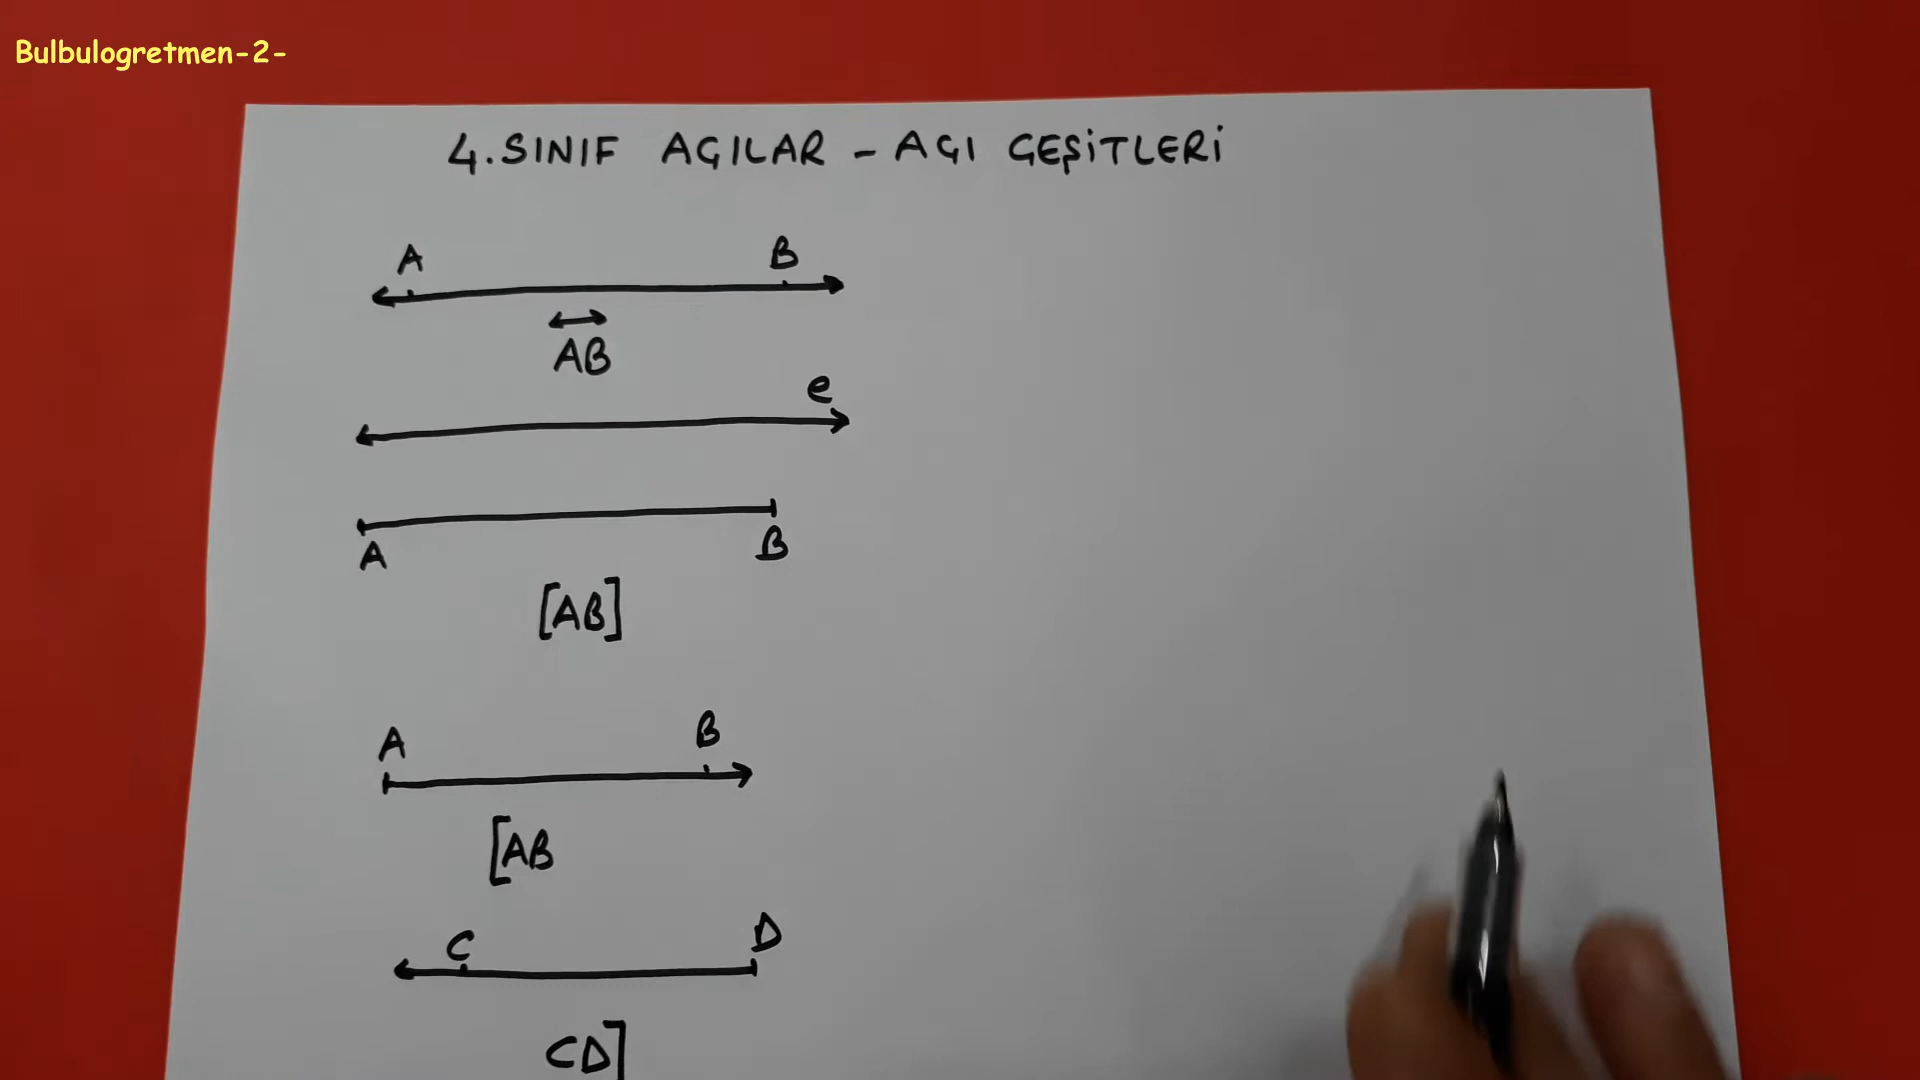 Bulbulogretmen-2-
4. SINIF AÇILAR - AÇI ÇEŞİTLERİ
A B
AB
e
A B
[AB]
A B
[AB
C D
CD]